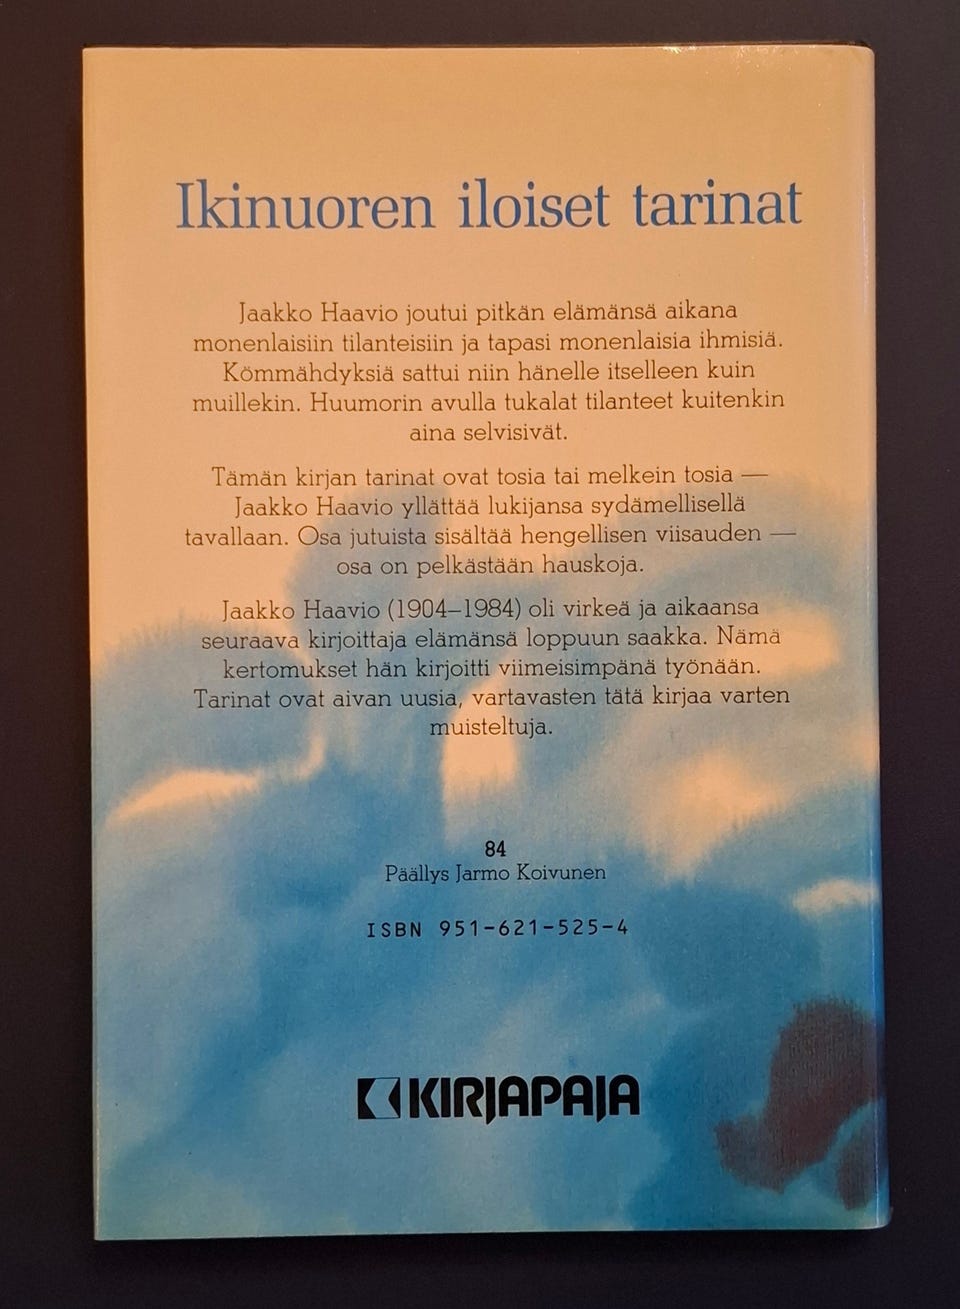 Ikinuoren iloiset tarinat
Jaakko Haavio joutui pitkän elämänsä aikana
monenlaisiin tilanteisiin ja tapasi monenlaisia ihmisiä.
Kömmähdyksiä sattui niin hänelle itselleen kuin
muillekin. Huumorin avulla tukalat tilanteet kuitenkin
aina selvisivät.
Tämän kirjan tarinat ovat tosia tai melkein tosia —
Jaakko Haavio yllättää lukijansa sydämellisellä
tavallaan. Osa jutuista sisältää hengellisen viisauden —
osa on pelkästään hauskoja.
Jaakko Haavio (1904–1984) oli virkeä ja aikaansa
seuraava kirjoittaja elämänsä loppuun saakka. Nämä
kertomukset hän kirjoitti viimeisimpänä työnään.
Tarinat ovat aivan uusia, vartavasten tätä kirjaa varten
muisteltuja.
84
Päällys Jarmo Koivunen
ISBN 951-621-525-4
KIRJAPAJA